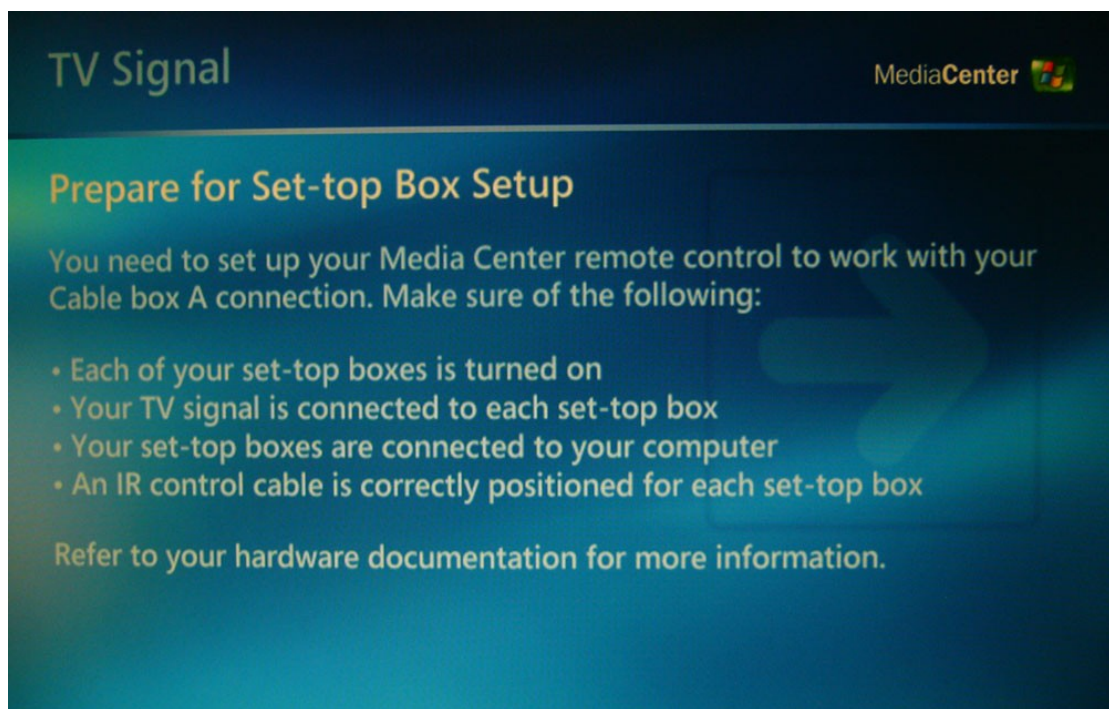 TV Signal
MediaCenter
Prepare for Set-top Box Setup
You need to set up your Media Center remote control to work with your
Cable box A connection. Make sure of the following:
• Each of your set-top boxes is turned on
• Your TV signal is connected to each set-top box
• Your set-top boxes are connected to your computer
• An IR control cable is correctly positioned for each set-top box
Refer to your hardware documentation for more information.